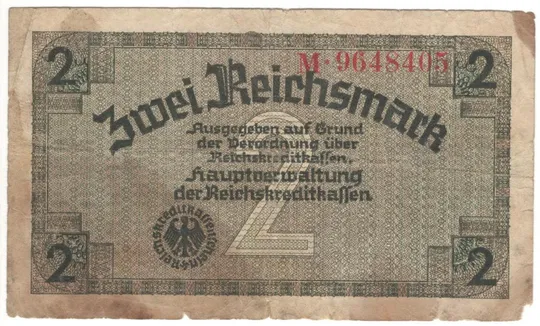 M·9648405
2 2
Zwei Reichsmark
Ausgegeben auf Grund
der Verordnung über
Reichskreditkassen.
Hauptverwaltung
der Reichskreditkassen
2
2 2